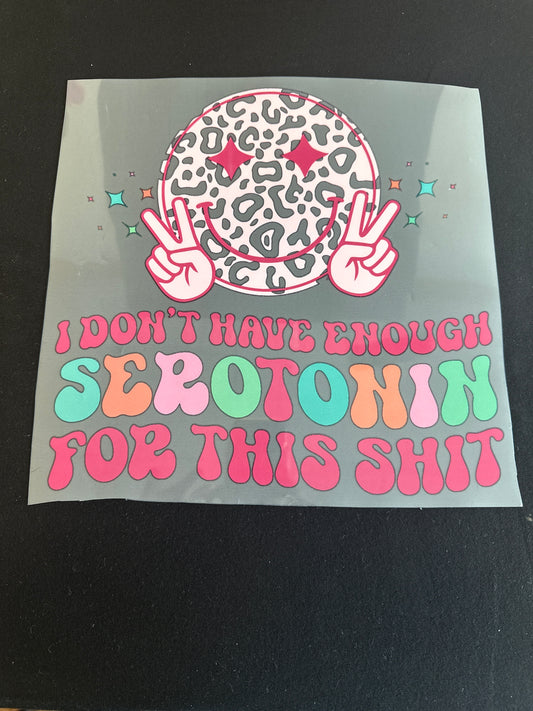 I DON'T HAVE ENOUGH
SEROTONIN
FOR THIS SHIT